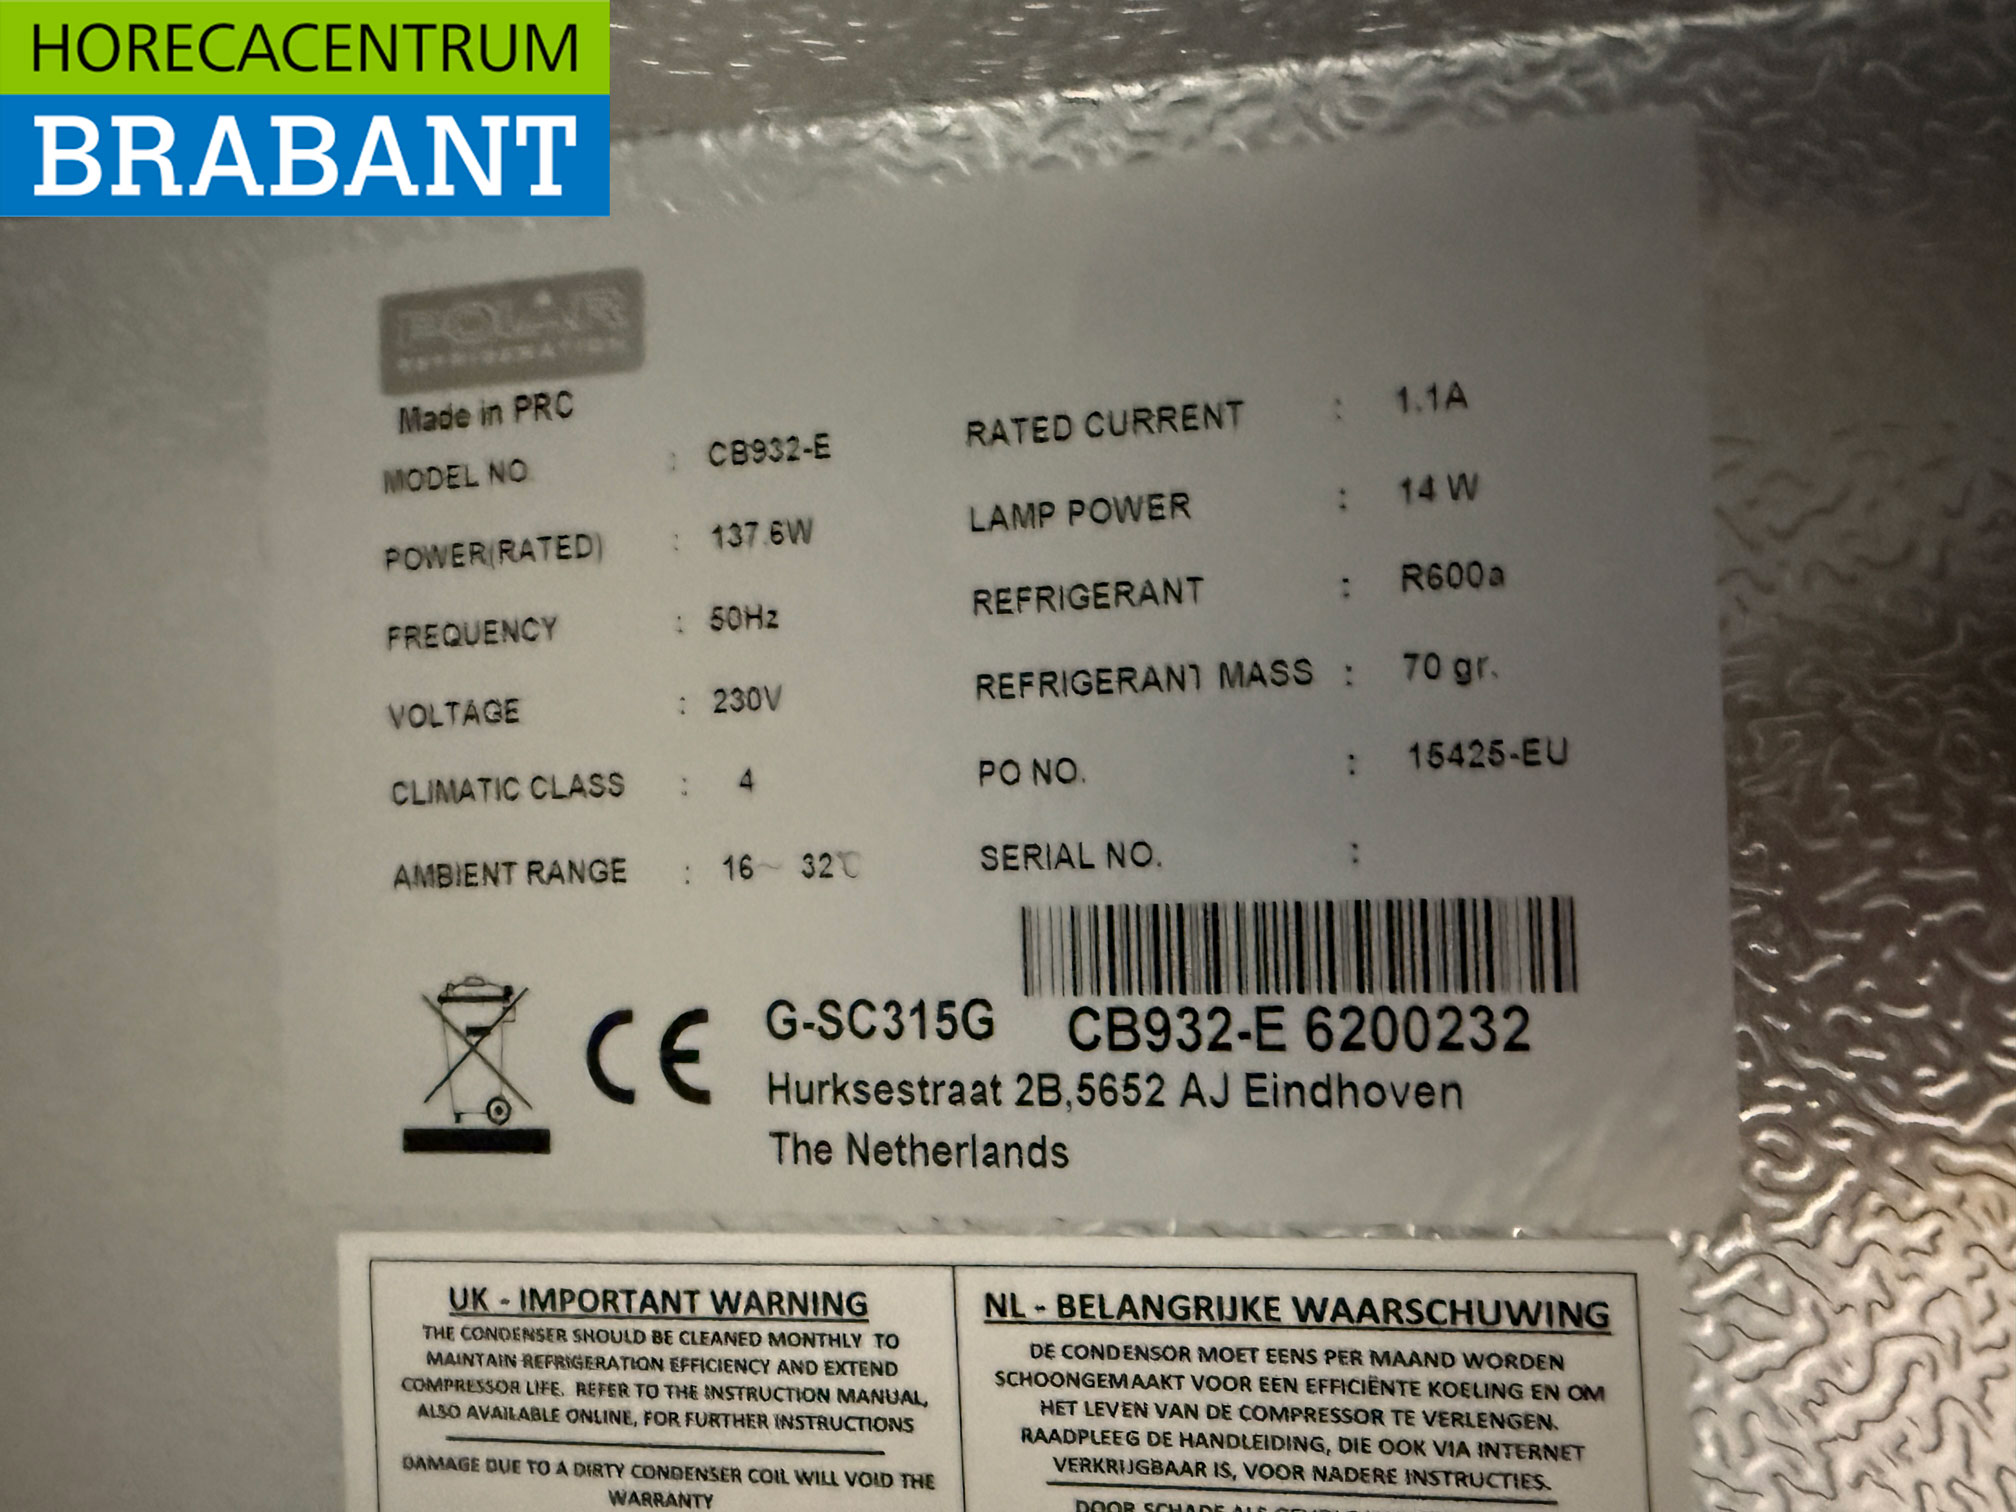 HORECACENTRUM
BRABANT
POLAR
REFRIGERATION
Made in PRC
MODEL NO : CB932-E
POWER(RATED) : 137.6W
FREQUENCY : 50Hz
VOLTAGE : 230V
CLIMATIC CLASS : 4
AMBIENT RANGE : 16~ 32℃
RATED CURRENT : 1.1A
LAMP POWER : 14 W
REFRIGERANT : R600a
REFRIGERANT MASS : 70 gr.
PO NO. : 15425-EU
SERIAL NO. :
CE
G-SC315G CB932-E 6200232
Hurksestraat 2B,5652 AJ Eindhoven
The Netherlands
UK - IMPORTANT WARNING
THE CONDENSER SHOULD BE CLEANED MONTHLY TO
MAINTAIN REFRIGERATION EFFICIENCY AND EXTEND
COMPRESSOR LIFE. REFER TO THE INSTRUCTION MANUAL,
ALSO AVAILABLE ONLINE, FOR FURTHER INSTRUCTIONS
DAMAGE DUE TO A DIRTY CONDENSER COIL WILL VOID THE
WARRANTY
NL - BELANGRIJKE WAARSCHUWING
DE CONDENSOR MOET EENS PER MAAND WORDEN
SCHOONGEMAAKT VOOR EEN EFFICIËNTE KOELING EN OM
HET LEVEN VAN DE COMPRESSOR TE VERLENGEN.
RAADPLEEG DE HANDLEIDING, DIE OOK VIA INTERNET
VERKRIJGBAAR IS, VOOR NADERE INSTRUCTIES.
DOOR SCHADE ALS